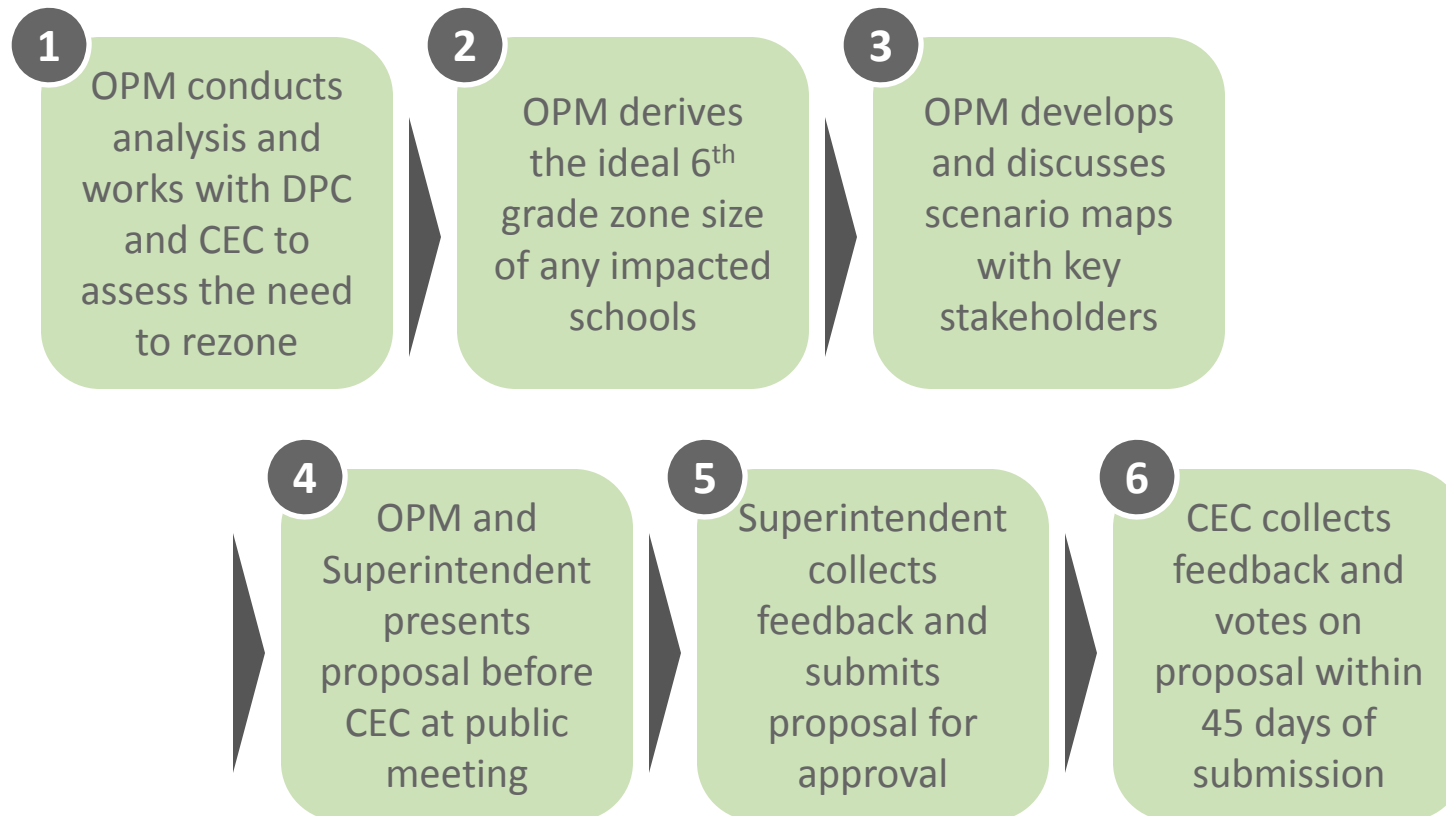 1
OPM conducts
analysis and
works with DPC
and CEC to
assess the need
to rezone
2
OPM derives
the ideal 6th
grade zone size
of any impacted
schools
3
OPM develops
and discusses
scenario maps
with key
stakeholders
4
OPM and
Superintendent
presents
proposal before
CEC at public
meeting
5
Superintendent
collects
feedback and
submits
proposal for
approval
6
CEC collects
feedback and
votes on
proposal within
45 days of
submission